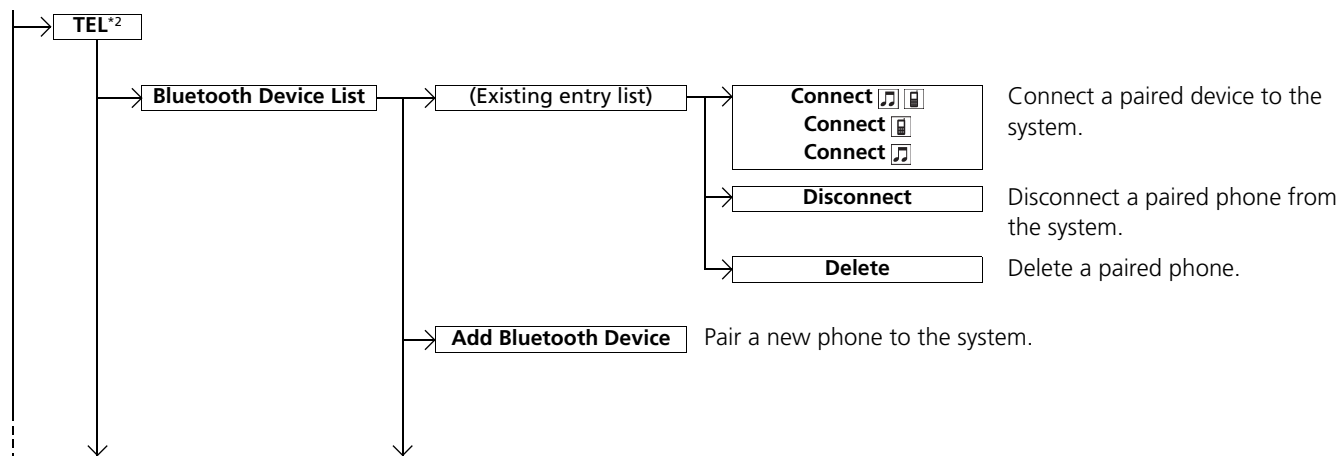 TEL*2
Bluetooth Device List
(Existing entry list)
Connect
Connect
Connect
Connect a paired device to the
system.
Disconnect
Disconnect a paired phone from
the system.
Delete
Delete a paired phone.
Add Bluetooth Device
Pair a new phone to the system.